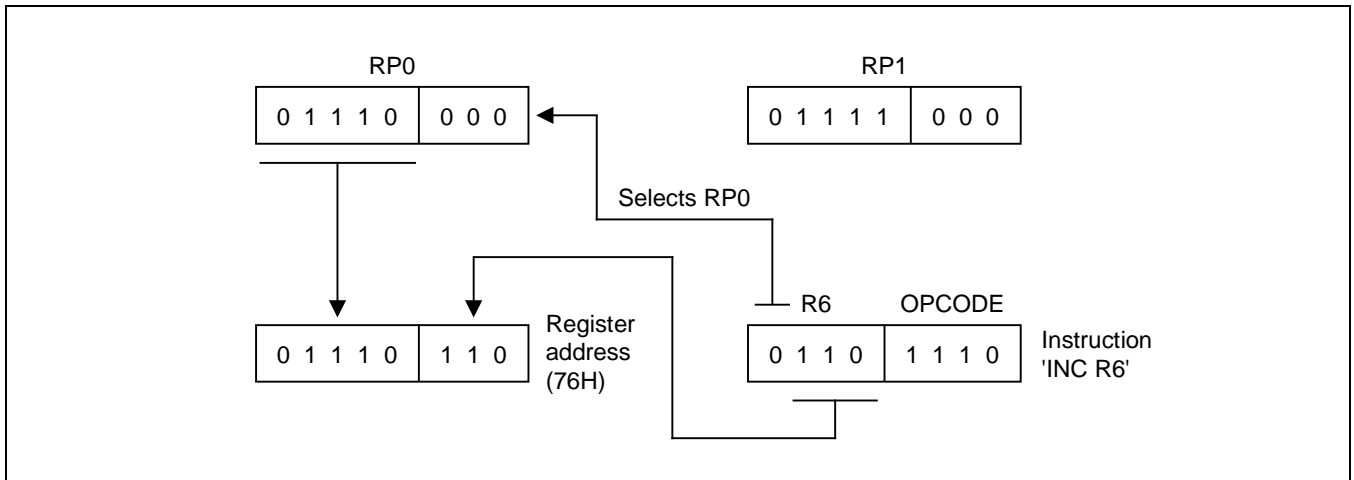 RP0
RP1
0 1 1 1 0 0 0 0
0 1 1 1 1 0 0 0
Selects RP0
R6 OPCODE
0 1 1 1 0 1 1 0
Register
address
(76H)
0 1 1 0 1 1 1 0
Instruction
'INC R6'